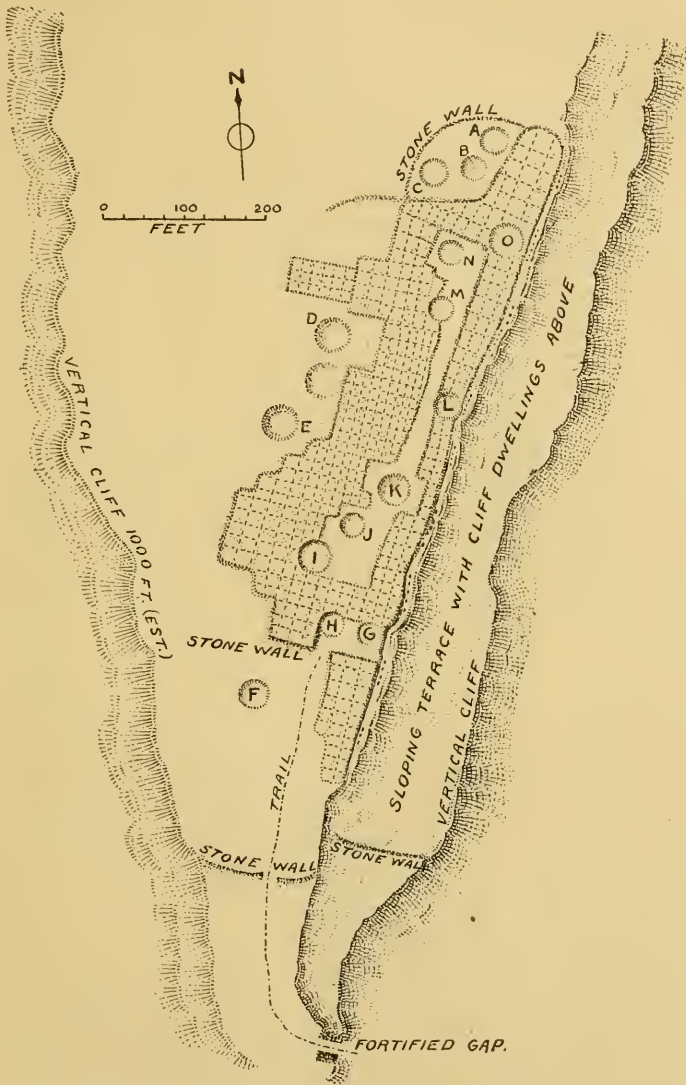 N
STONE WALL
A
B
C
0 100 200
FEET
O
N
M
D
E
L
K
J
I
H
G
STONE WALL
F
VERTICAL CLIFF 1000 FT. (EST.)
SLOPING TERRACE WITH CLIFF DWELLINGS ABOVE
VERTICAL CLIFF
TRAIL
STONE WALL
STONE WALL
FORTIFIED GAP.